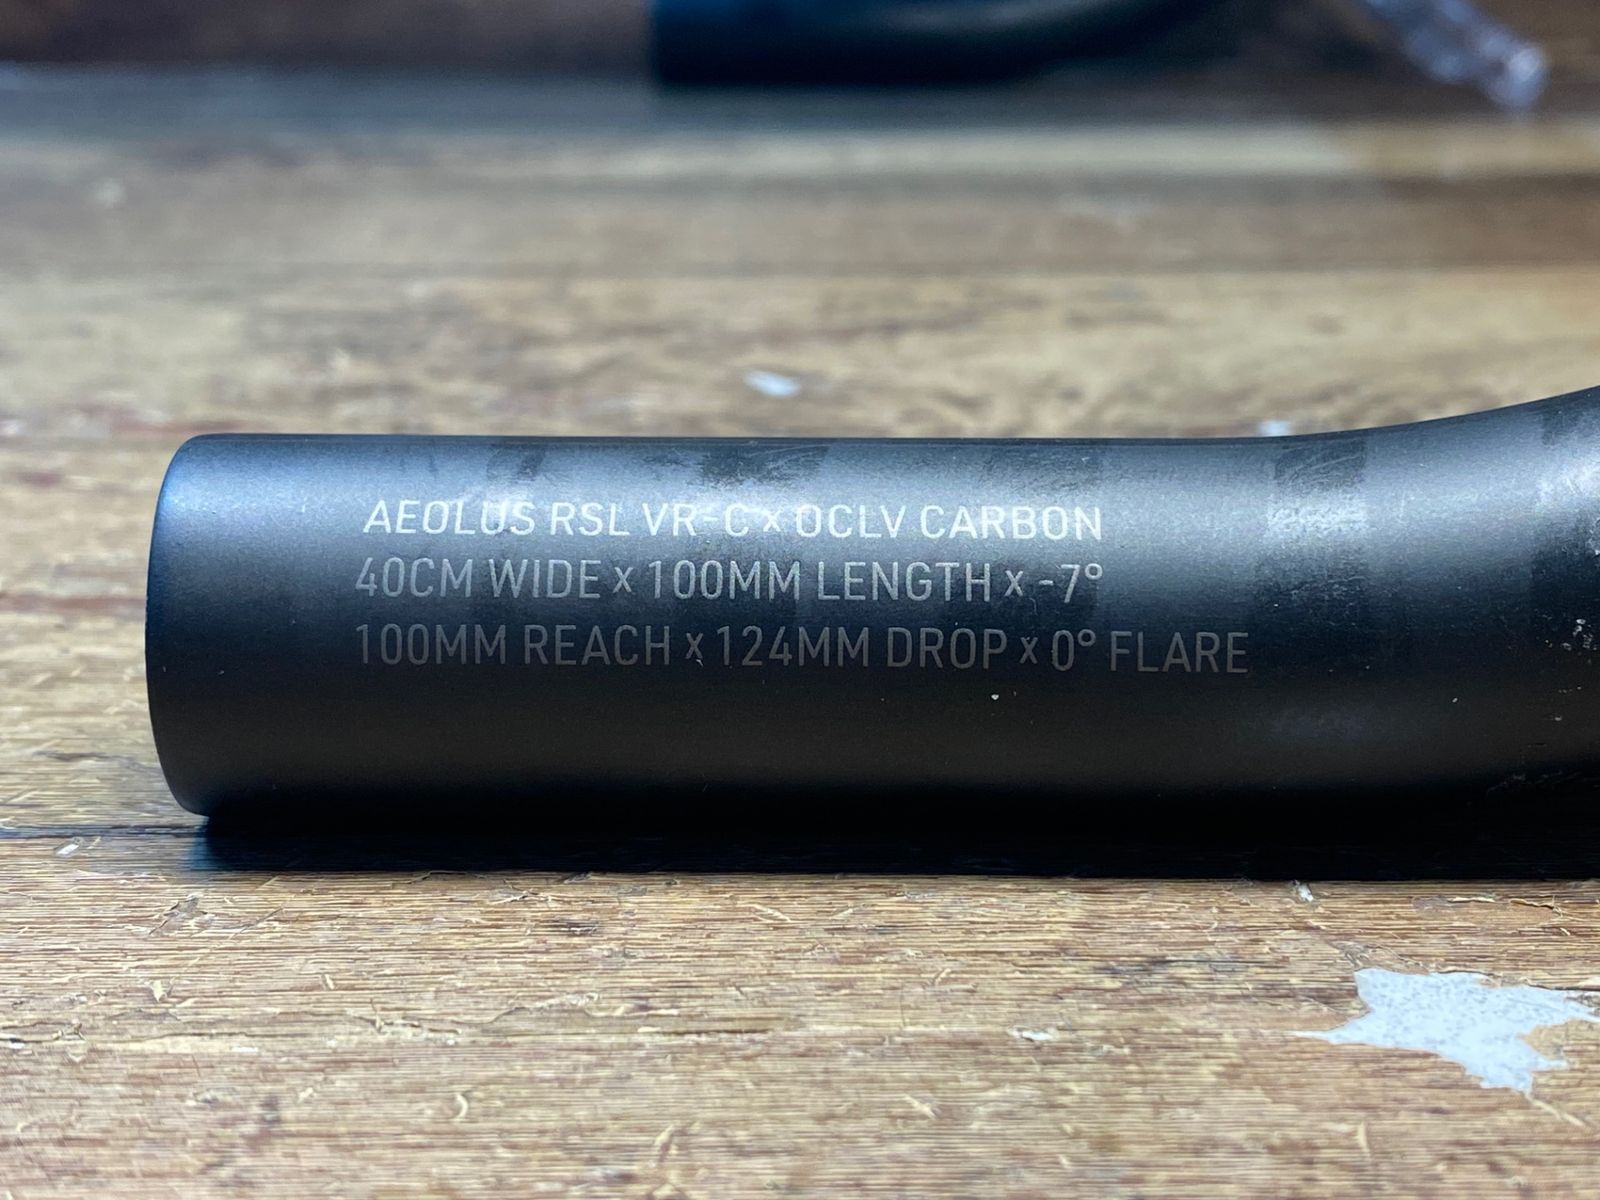 AEOLUS RSL VR-C x OCLV CARBON
40CM WIDE x 100MM LENGTH x -7°
100MM REACH x 124MM DROP x 0° FLARE